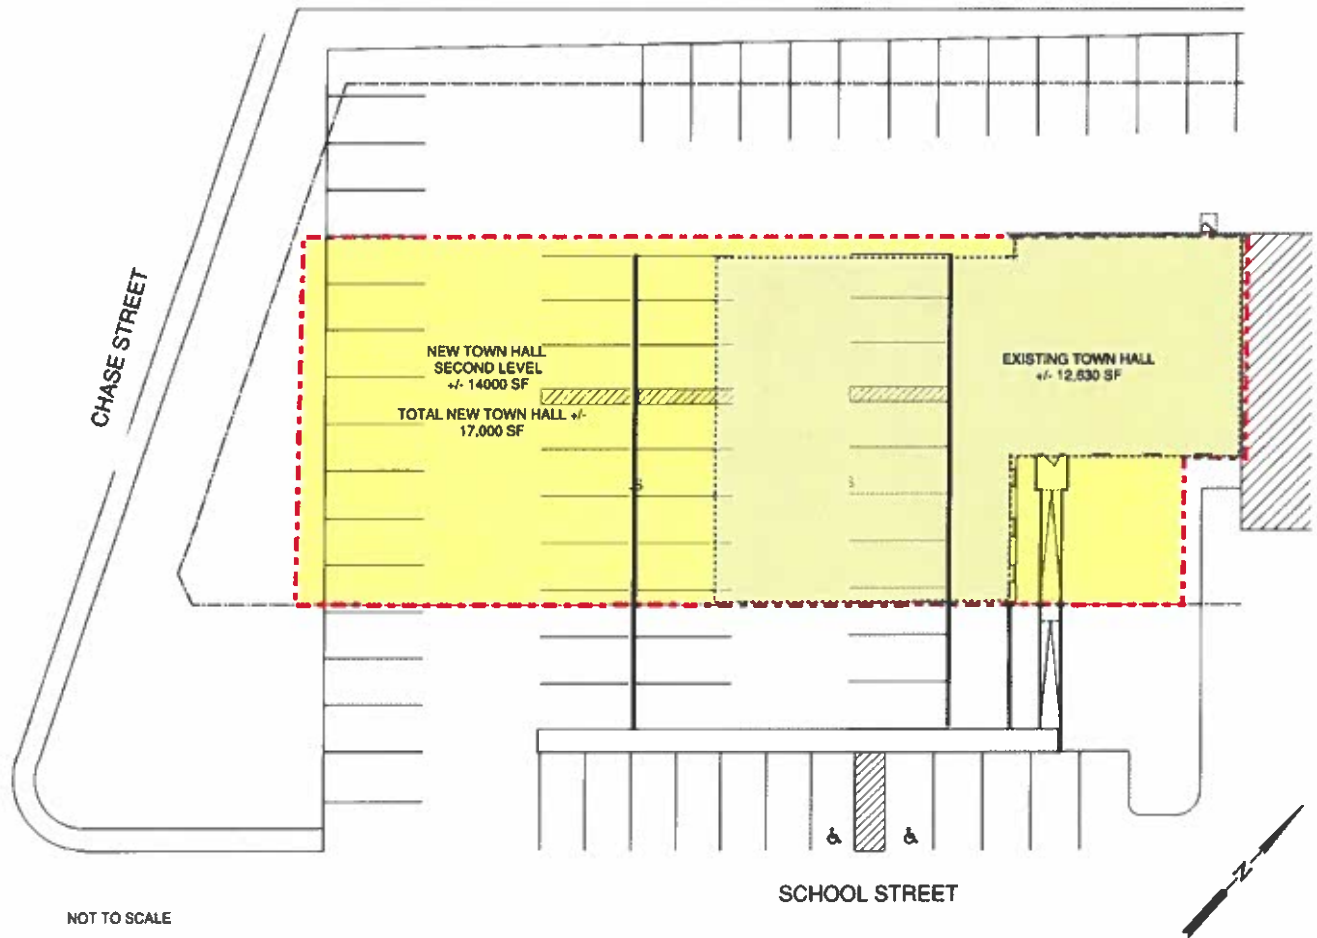 CHASE STREET
NEW TOWN HALL
SECOND LEVEL
+/- 14000 SF
TOTAL NEW TOWN HALL +/-
17,000 SF
EXISTING TOWN HALL
+/- 12,630 SF
SCHOOL STREET
N
NOT TO SCALE